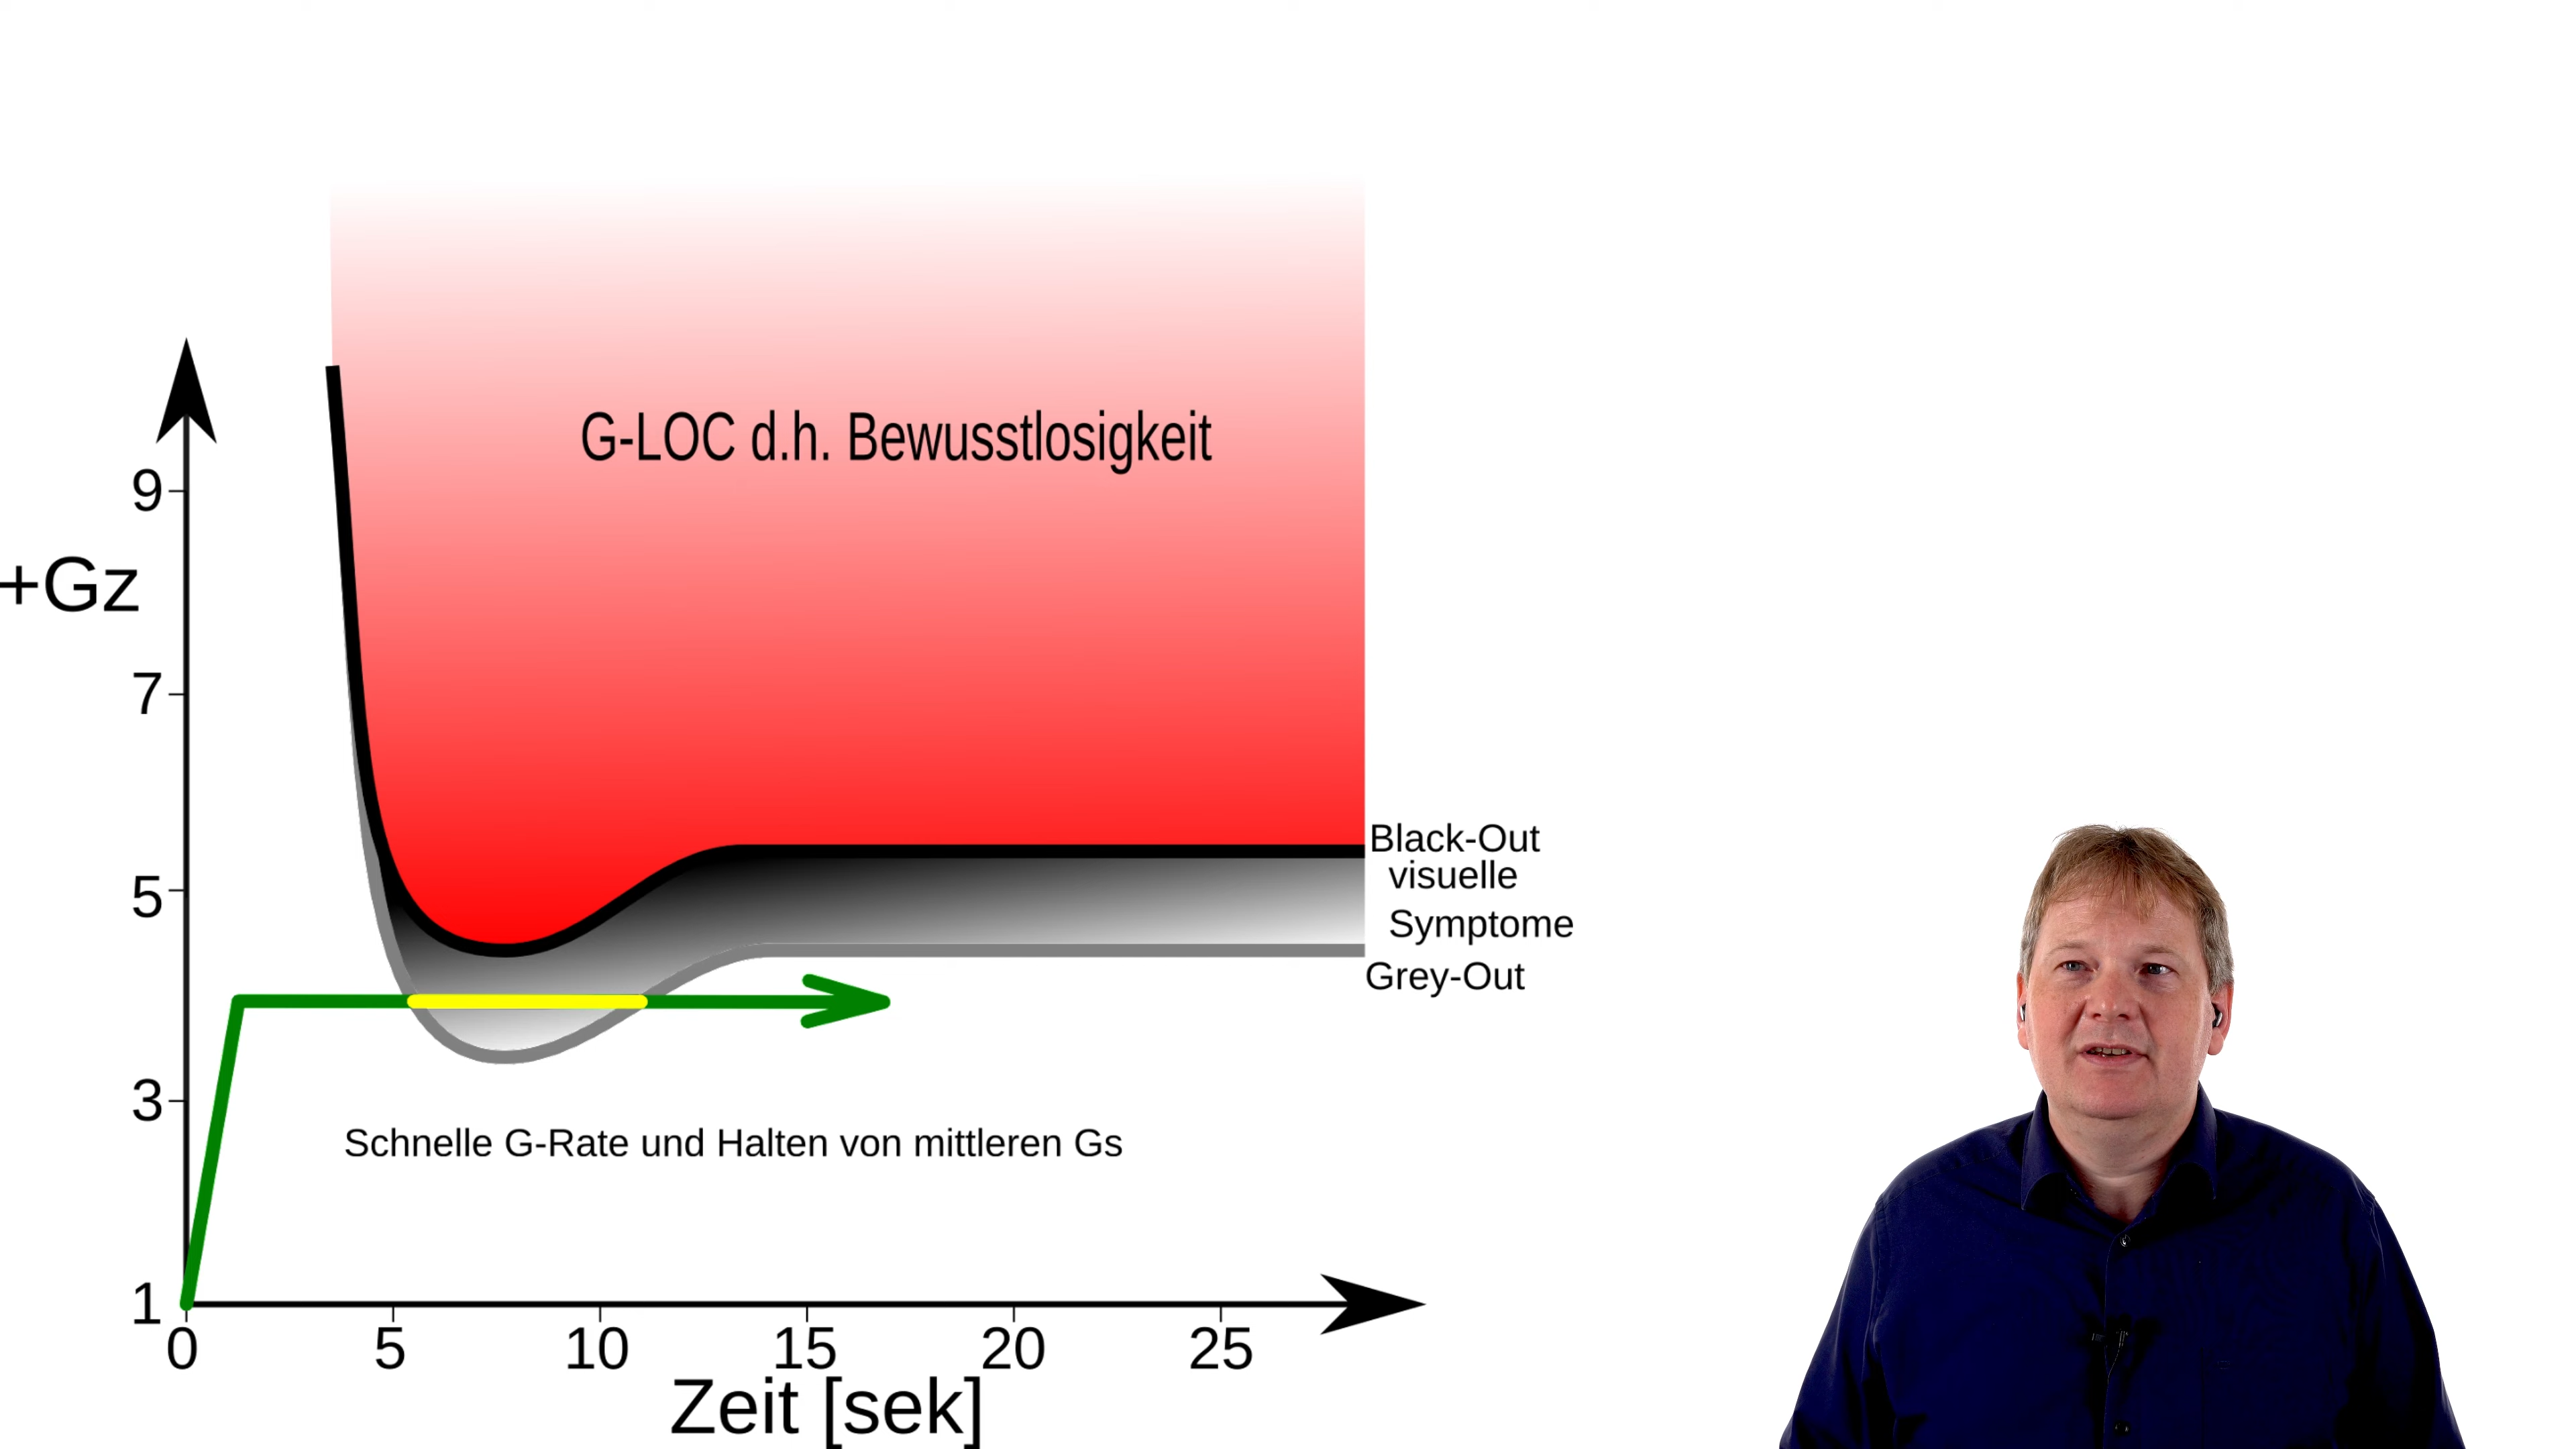 G-LOC d.h. Bewusstlosigkeit
9
+Gz
7
5
3
1
Black-Out
visuelle
Symptome
Grey-Out
Schnelle G-Rate und Halten von mittleren Gs
0 5 10 15 20 25
Zeit [sek]